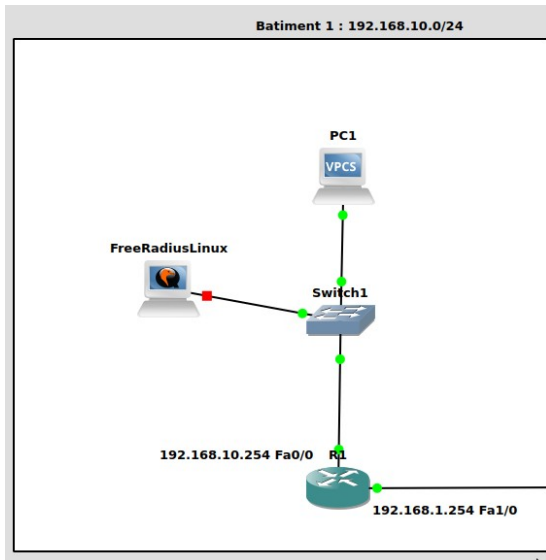 Batiment 1 : 192.168.10.0/24
PC1
VPCS
FreeRadiusLinux
Switch1
192.168.10.254 Fa0/0 R1
192.168.1.254 Fa1/0